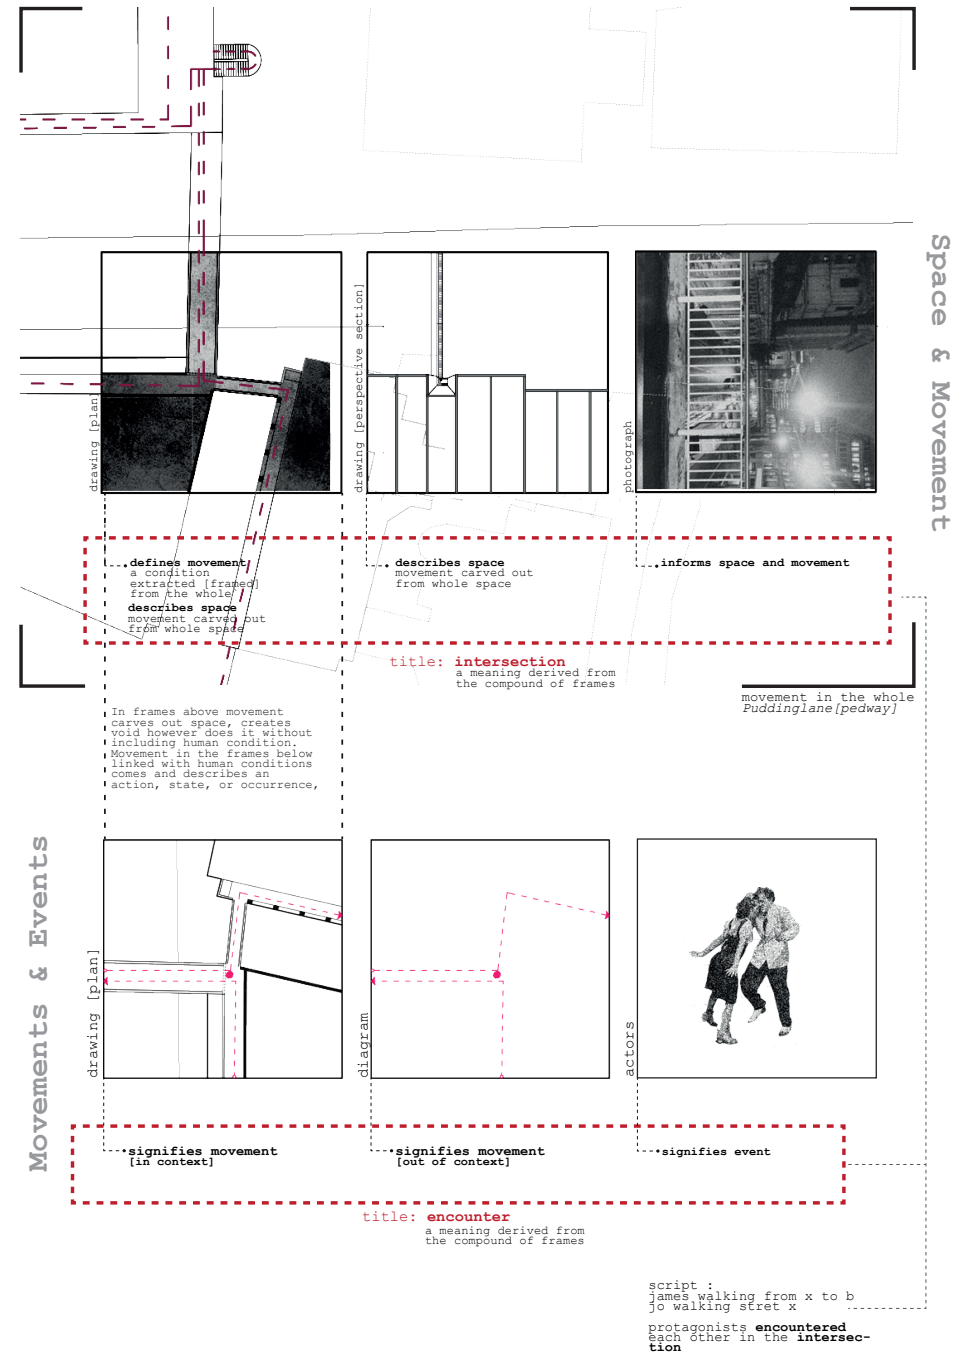 Space & Movement
drawing [plan]
drawing [perspective section]
photograph
defines movement
a condition
extracted [framed]
from the whole
describes space
movement carved out
from whole space
describes space
movement carved out
from whole space
informs space and movement
title: intersection
a meaning derived from
the compound of frames
movement in the whole
Puddinglane[pedway]
In frames above movement
carves out space, creates
void however does it without
including human condition.
Movement in the frames below
linked with human conditions
comes and describes an
action, state, or occurrence,
Movements & Events
drawing [plan]
diagram
actors
signifies movement
[in context]
signifies movement
[out of context]
signifies event
title: encounter
a meaning derived from
the compound of frames
script :
james walking from x to b
jo walking stret x
protagonists encountered
each other in the intersec-
tion